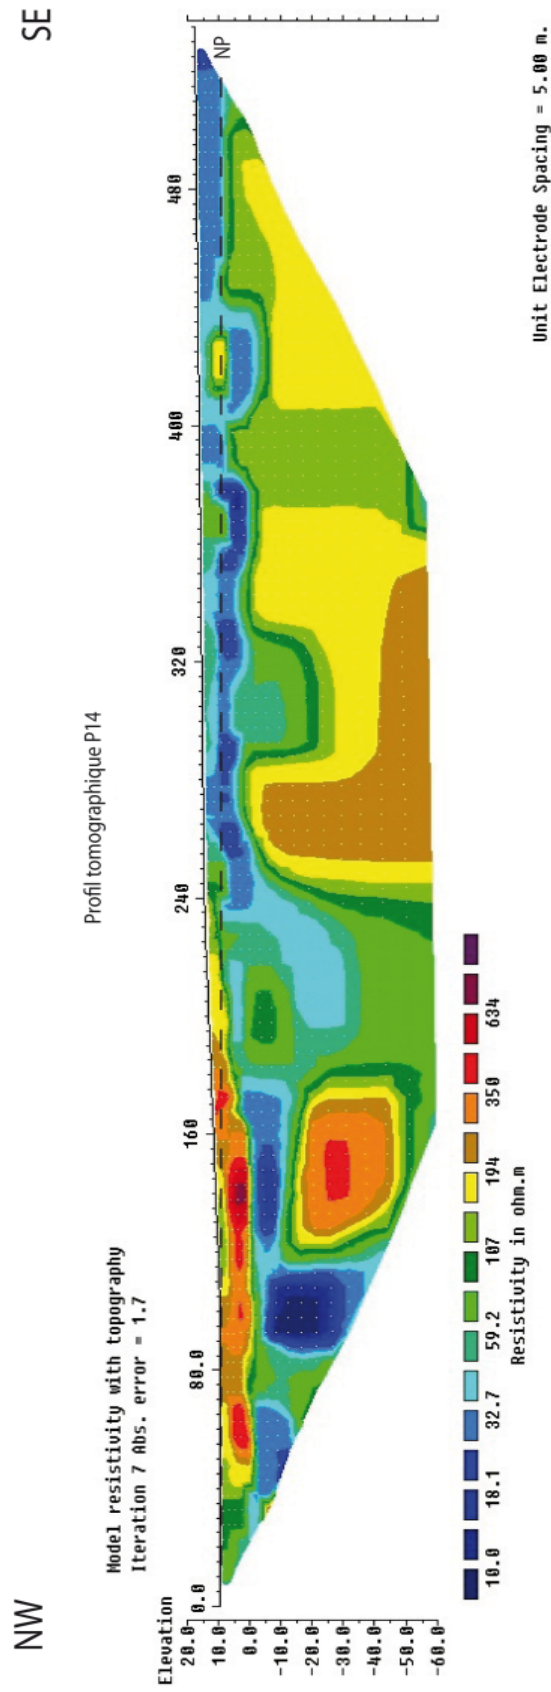 NW
SE
Profil tomographique P14
Model resistivity with topography
Iteration 7 Abs. error = 1.7
Elevation
0.0 80.0 160 240 320 400 480
20.0
10.0
0.0
-10.0
-20.0
-30.0
-40.0
-50.0
-60.0
NP
10.0 18.1 32.7 59.2 107 194 350 634
Resistivity in ohm.m
Unit Electrode Spacing = 5.00 m.